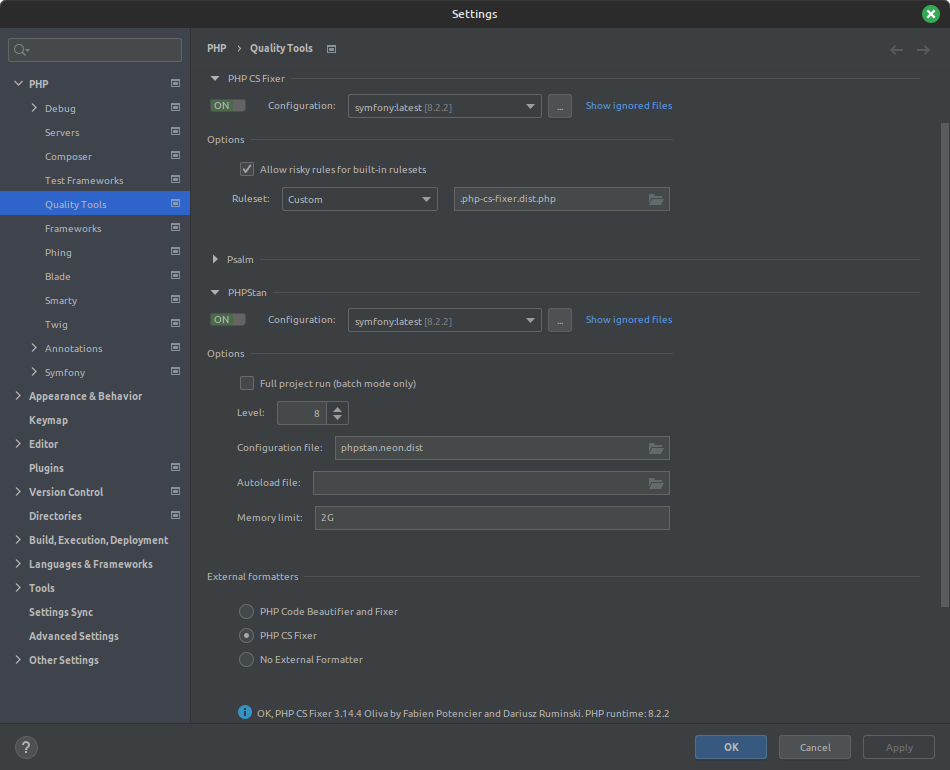 Settings
PHP › Quality Tools
PHP
Debug
Servers
Composer
Test Frameworks
Quality Tools
Frameworks
Phing
Blade
Smarty
Twig
Annotations
Symfony
Appearance & Behavior
Keymap
Editor
Plugins
Version Control
Directories
Build, Execution, Deployment
Languages & Frameworks
Tools
Settings Sync
Advanced Settings
Other Settings
PHP CS Fixer
ON Configuration: symfony:latest [8.2.2] ... Show ignored files
Options
Allow risky rules for built-in rulesets
Ruleset: Custom .php-cs-fixer.dist.php
Psalm
PHPStan
ON Configuration: symfony:latest [8.2.2] ... Show ignored files
Options
Full project run (batch mode only)
Level: 8
Configuration file: phpstan.neon.dist
Autoload file:
Memory limit: 2G
External formatters
PHP Code Beautifier and Fixer
PHP CS Fixer
No External Formatter
OK, PHP CS Fixer 3.14.4 Oliva by Fabien Potencier and Dariusz Ruminski. PHP runtime: 8.2.2
? OK Cancel Apply